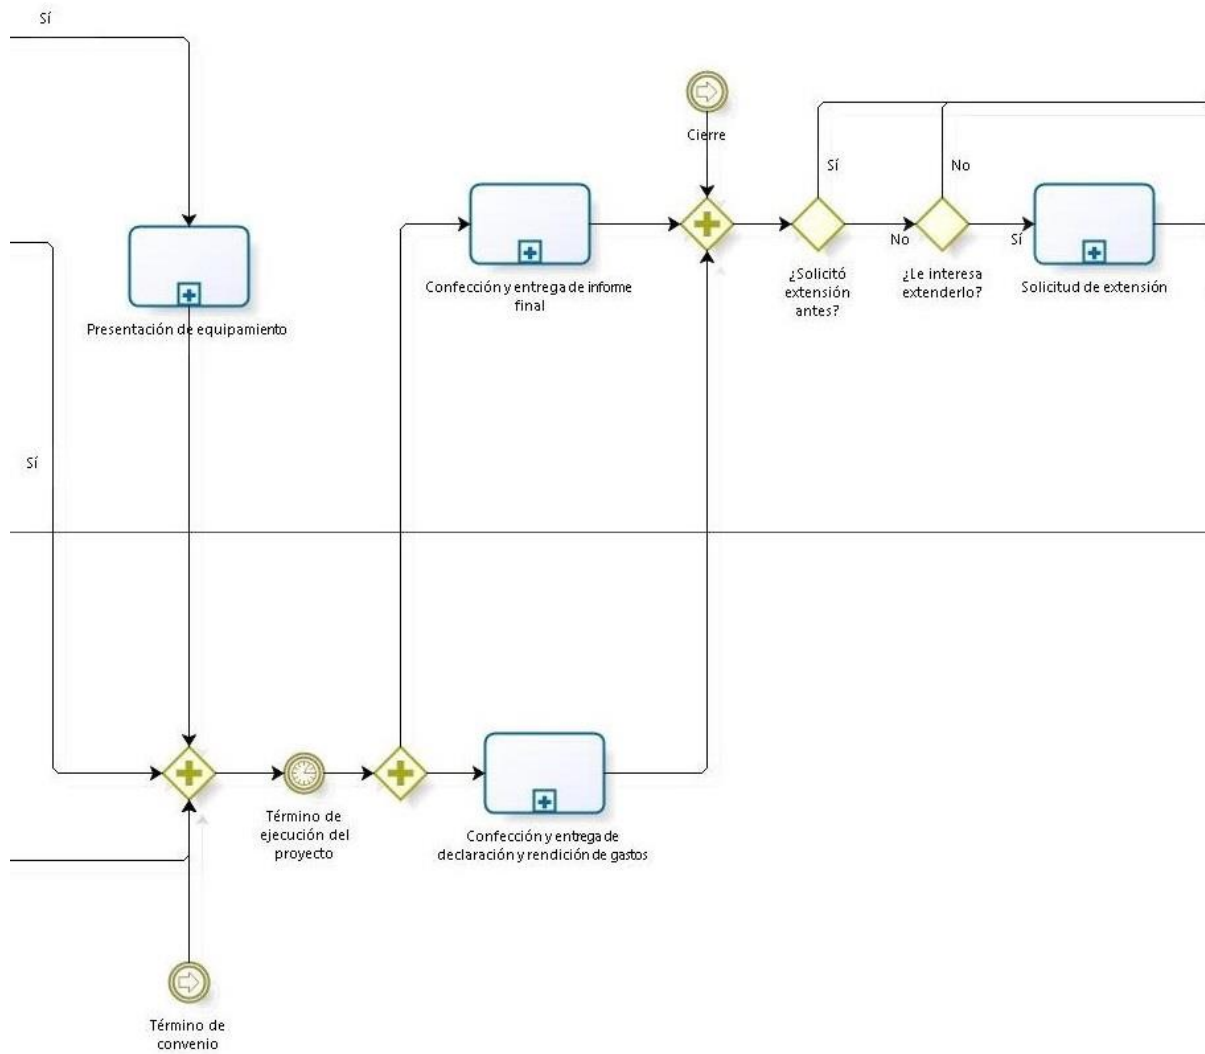 Sí
Cierre
Sí
No
No
Sí
Confección y entrega de informe
final
¿Solicitó
extensión
antes?
¿Le interesa
extenderlo?
Solicitud de extensión
Presentación de equipamiento
Sí
Término de
ejecución del
proyecto
Confección y entrega de
declaración y rendición de gastos
Término de
convenio